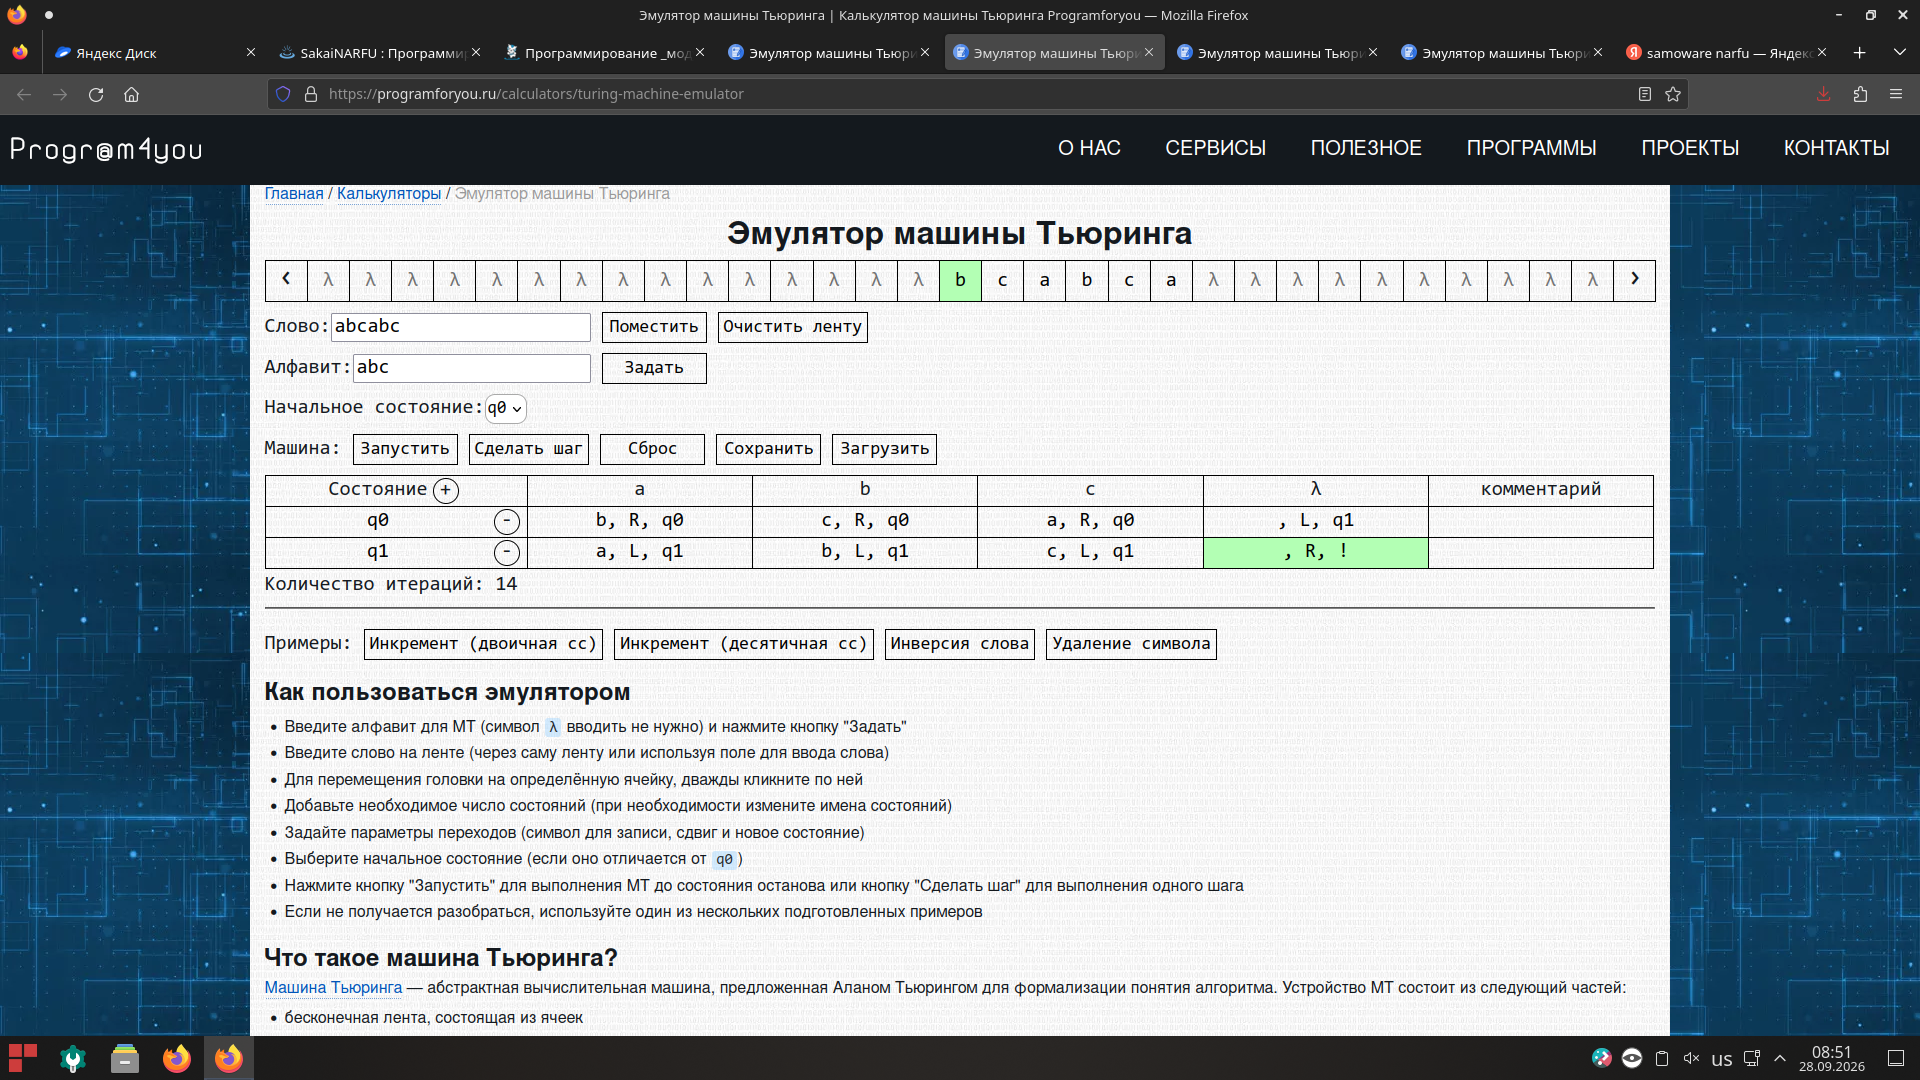 Эмулятор машины Тьюринга | Калькулятор машины Тьюринга Programforyou — Mozilla Firefox
Яндекс Диск
SakaiNARFU : Программи
Программирование _мод
Эмулятор машины Тьюри
Эмулятор машины Тьюри
Эмулятор машины Тьюри
Эмулятор машины Тьюри
samoware narfu — Яндекс
https://programforyou.ru/calculators/turing-machine-emulator
Progr@m4you
О НАС
СЕРВИСЫ
ПОЛЕЗНОЕ
ПРОГРАММЫ
ПРОЕКТЫ
КОНТАКТЫ
Главная / Калькуляторы / Эмулятор машины Тьюринга
Эмулятор машины Тьюринга
‹ λ λ λ λ λ λ λ λ λ λ λ λ λ λ λ b c a b c a λ λ λ λ λ λ λ λ λ λ ›
Слово: abcabc Поместить Очистить ленту
Алфавит: abc Задать
Начальное состояние: q0
Машина: Запустить Сделать шаг Сброс Сохранить Загрузить
Состояние + a b c λ комментарий
q0 - b, R, q0 c, R, q0 a, R, q0 , L, q1
q1 - a, L, q1 b, L, q1 c, L, q1 , R, !
Количество итераций: 14
Примеры: Инкремент (двоичная сс) Инкремент (десятичная сс) Инверсия слова Удаление символа
Как пользоваться эмулятором
• Введите алфавит для МТ (символ λ вводить не нужно) и нажмите кнопку "Задать"
• Введите слово на ленте (через саму ленту или используя поле для ввода слова)
• Для перемещения головки на определённую ячейку, дважды кликните по ней
• Добавьте необходимое число состояний (при необходимости измените имена состояний)
• Задайте параметры переходов (символ для записи, сдвиг и новое состояние)
• Выберите начальное состояние (если оно отличается от q0)
• Нажмите кнопку "Запустить" для выполнения МТ до состояния останова или кнопку "Сделать шаг" для выполнения одного шага
• Если не получается разобраться, используйте один из нескольких подготовленных примеров
Что такое машина Тьюринга?
Машина Тьюринга — абстрактная вычислительная машина, предложенная Аланом Тьюрингом для формализации понятия алгоритма. Устройство МТ состоит из следующий частей:
• бесконечная лента, состоящая из ячеек
us
08:51
28.09.2026